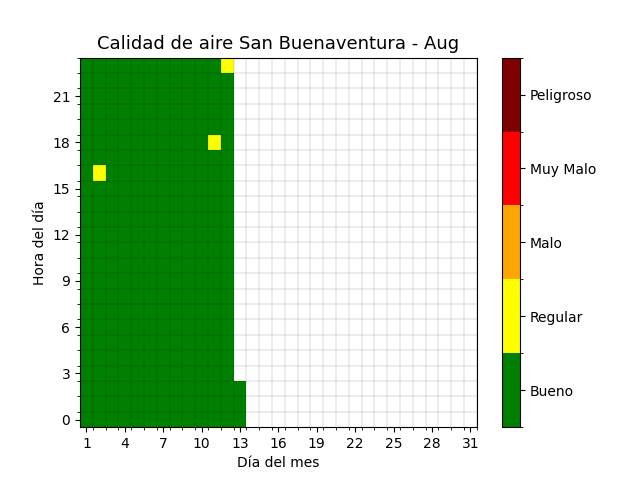 Calidad de aire San Buenaventura - Aug
21
18
15
12
9
6
3
0
Hora del día
1 4 7 10 13 16 19 22 25 28 31
Día del mes
Peligroso
Muy Malo
Malo
Regular
Bueno